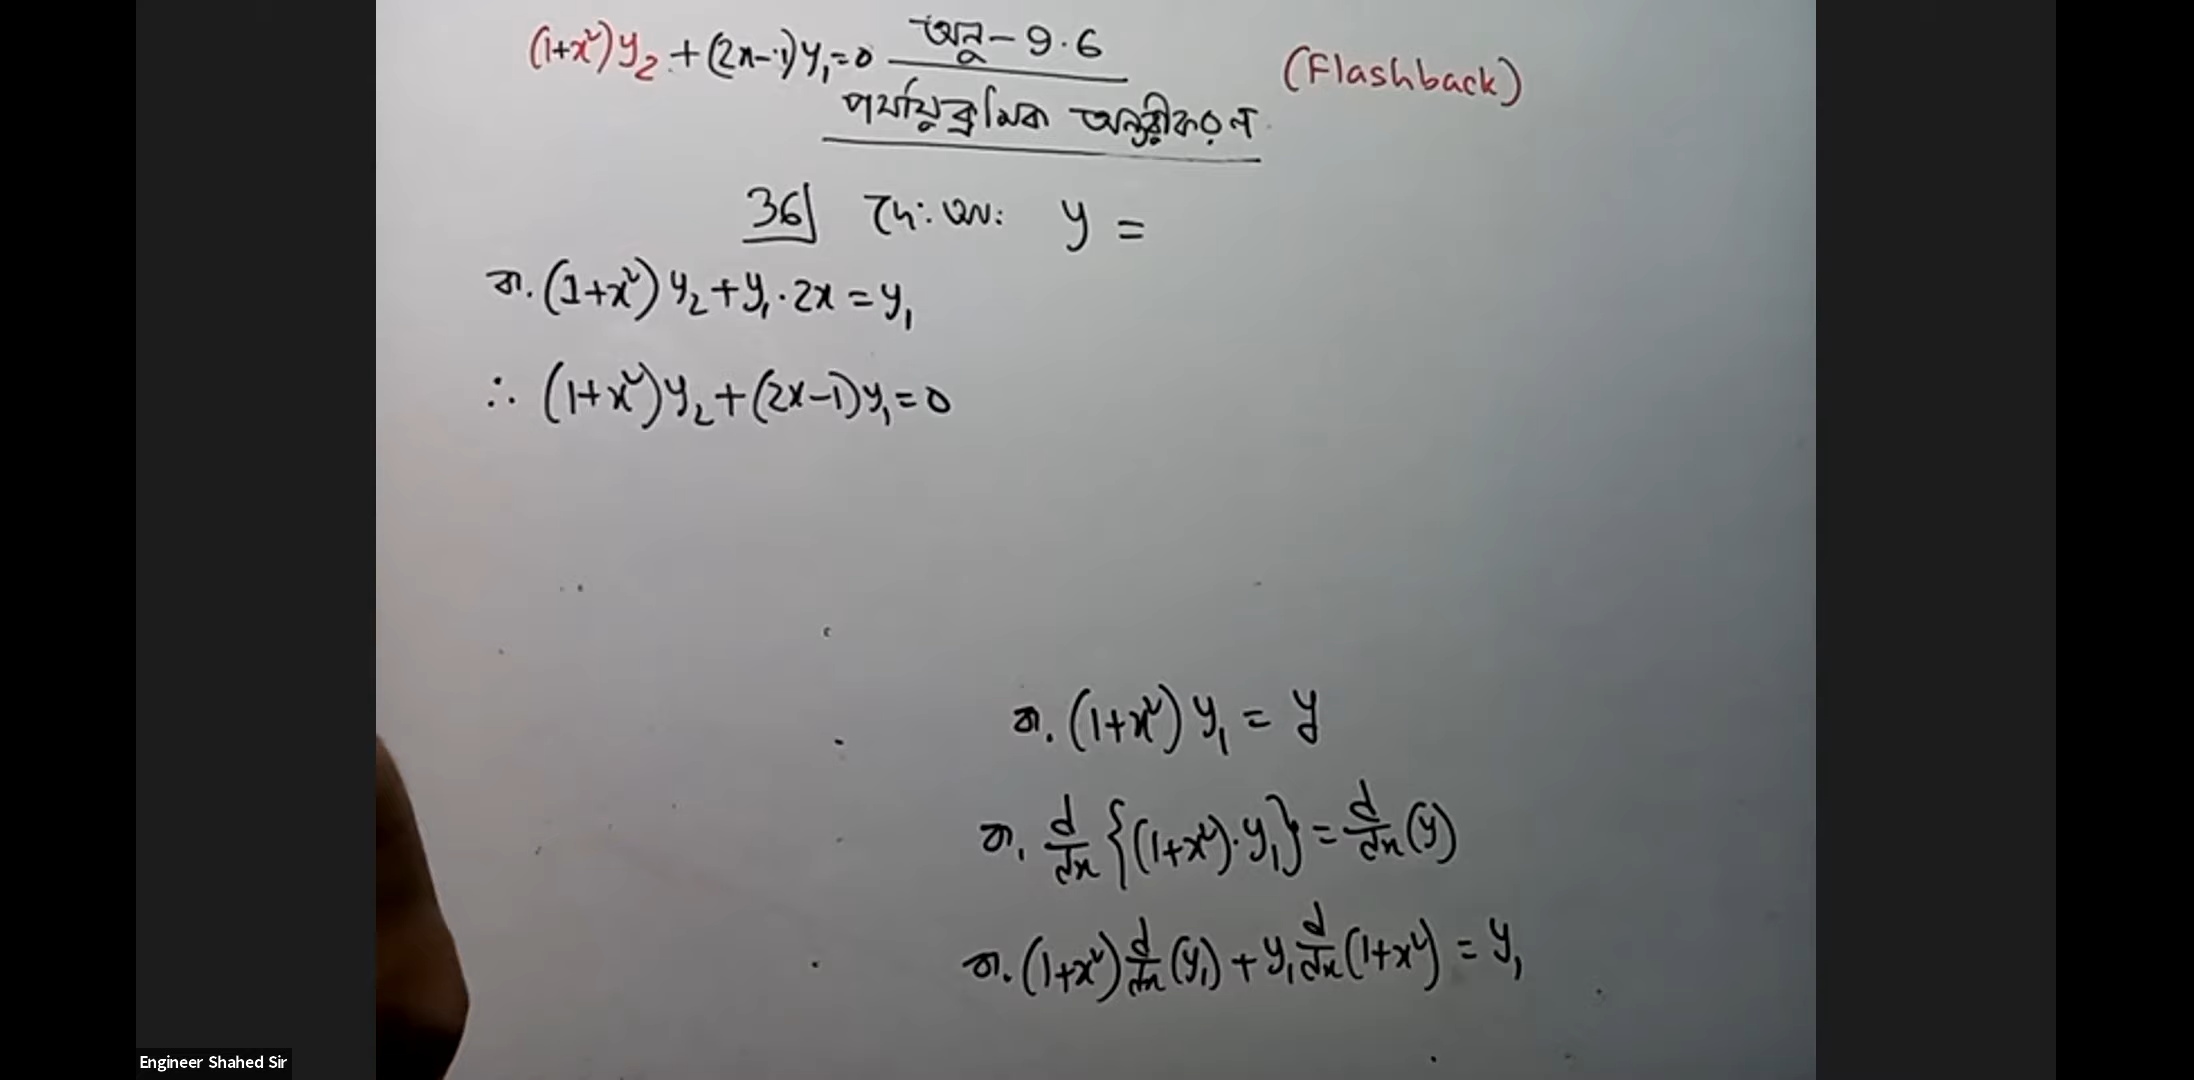 (1+x²)y₂ + (2x-1)y₁=0 অনু - 9.6 (Flashback)
পর্যায়ক্রমিক অন্তরীকরণ
36] দেঃ আঃ y =
বা. (1+x²) y₂ + y₁ · 2x = y₁
∴ (1+x²)y₂ + (2x-1)y₁ = 0
বা. (1+x²) y₁ = y
বা, d/dx {(1+x²)·y₁} = d/dx (y)
বা. (1+x²) d/dx (y₁) + y₁ d/dx (1+x²) = y₁
Engineer Shahed Sir